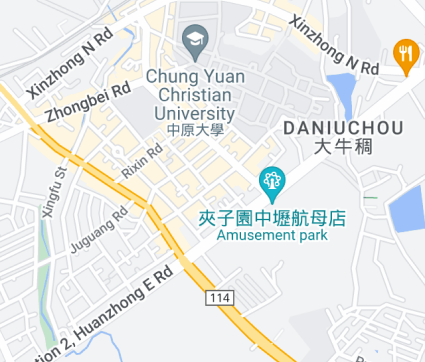 Xinzhong N Rd
Xinzhong N Rd
Zhongbei Rd
Chung Yuan
Christian
University
中原大學
DANIUCHOU
大牛稠
Rixin Rd
Xingfu St
Juguang Rd
夾子園中壢航母店
Amusement park
114
tion 2, Huanzhong E Rd